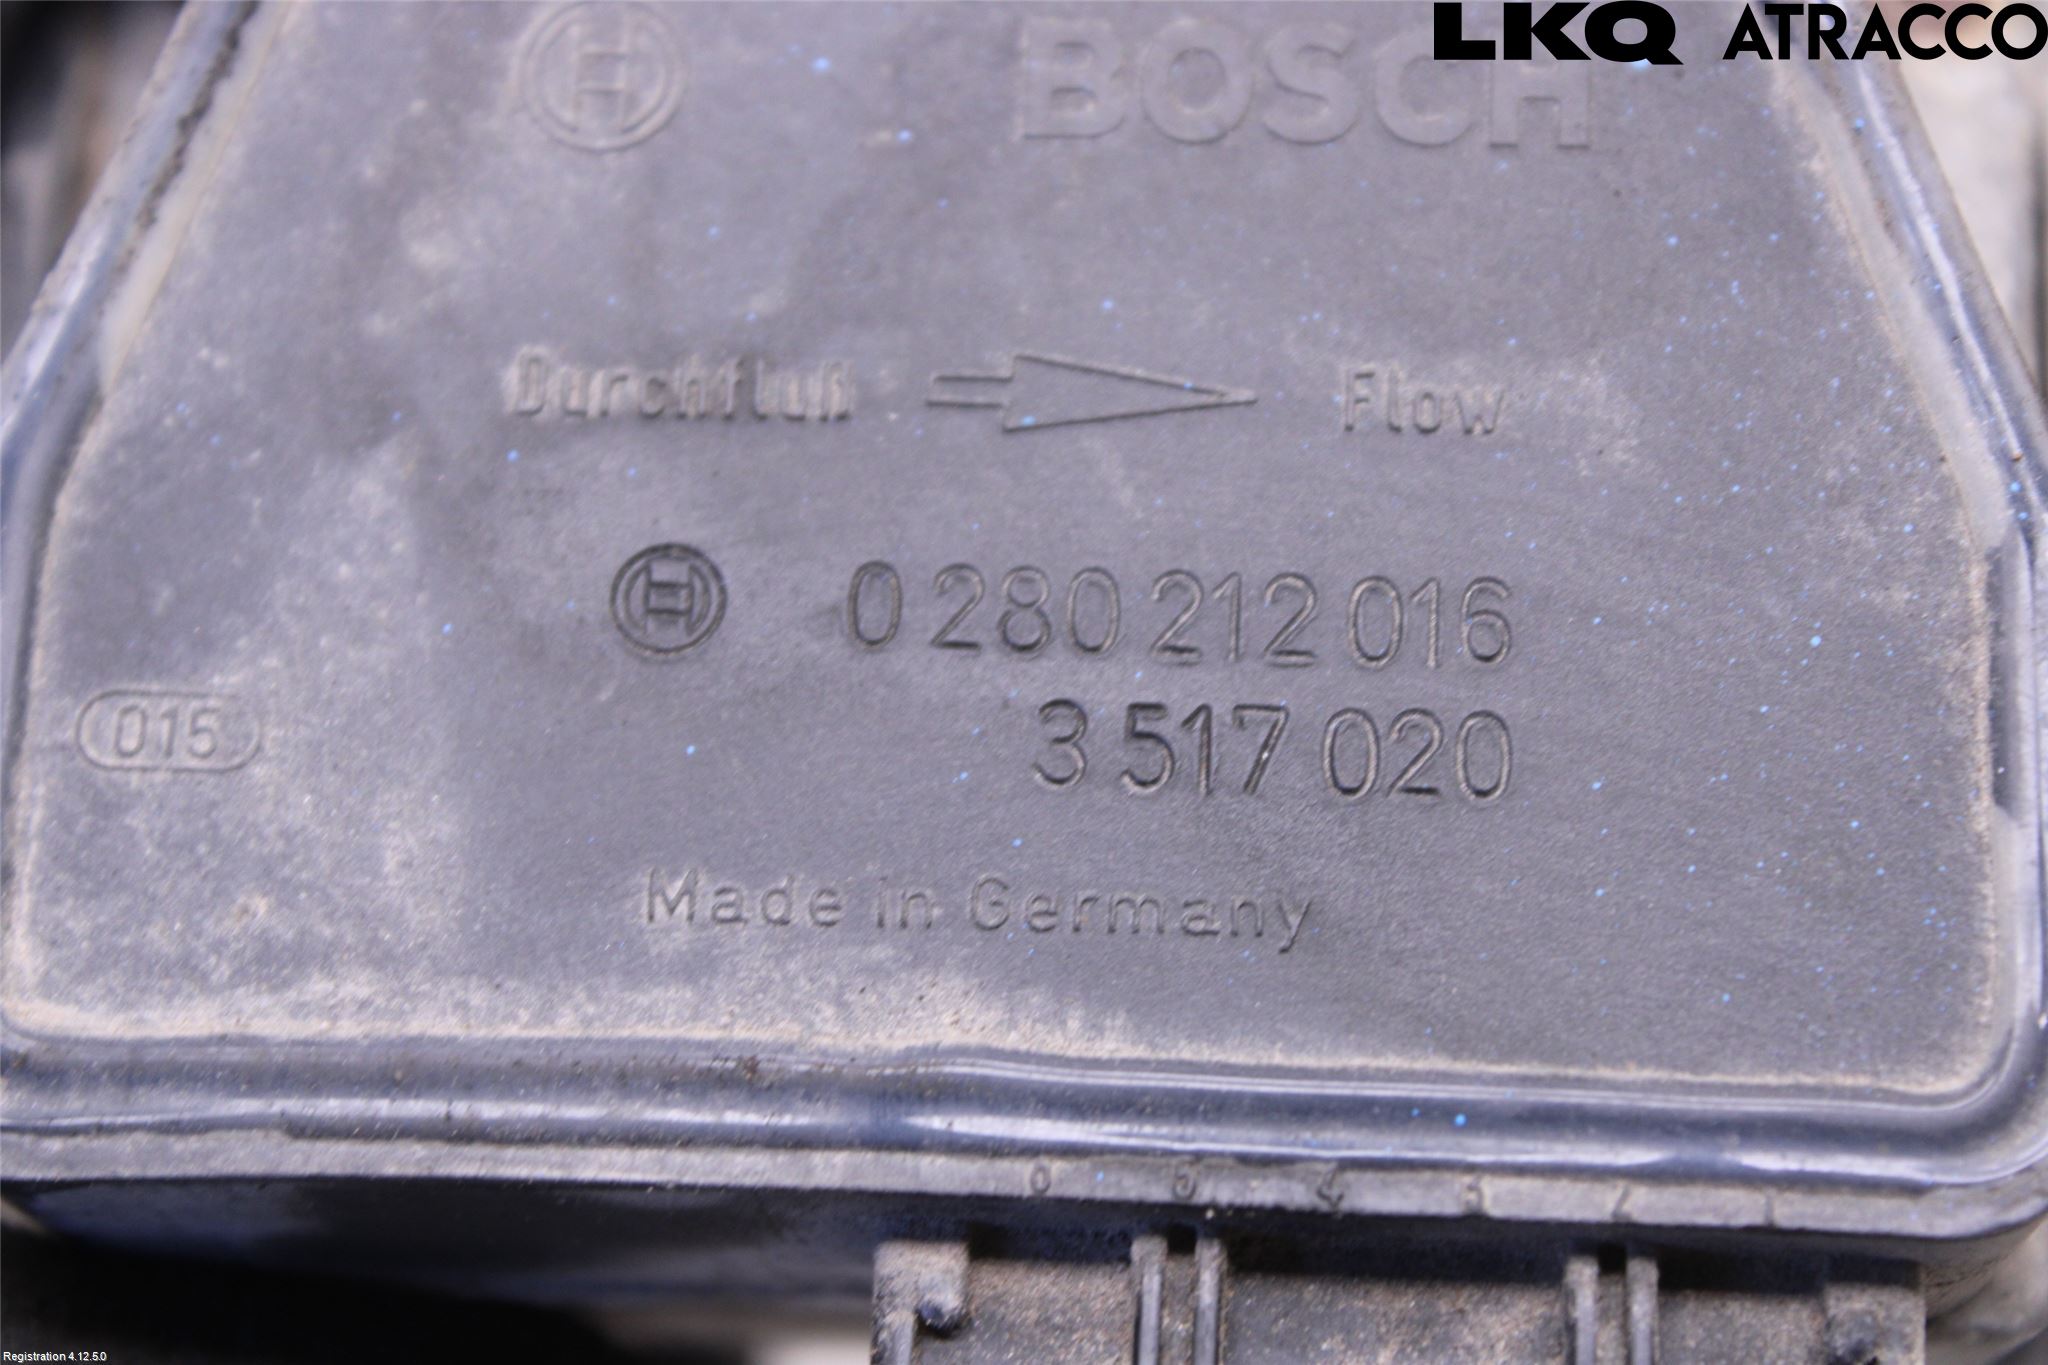 LKQ ATRACCO
BOSCH
Durchfluß Flow
0 280 212 016
3 517 020
015
Made in Germany
Registration 4.12.5.0